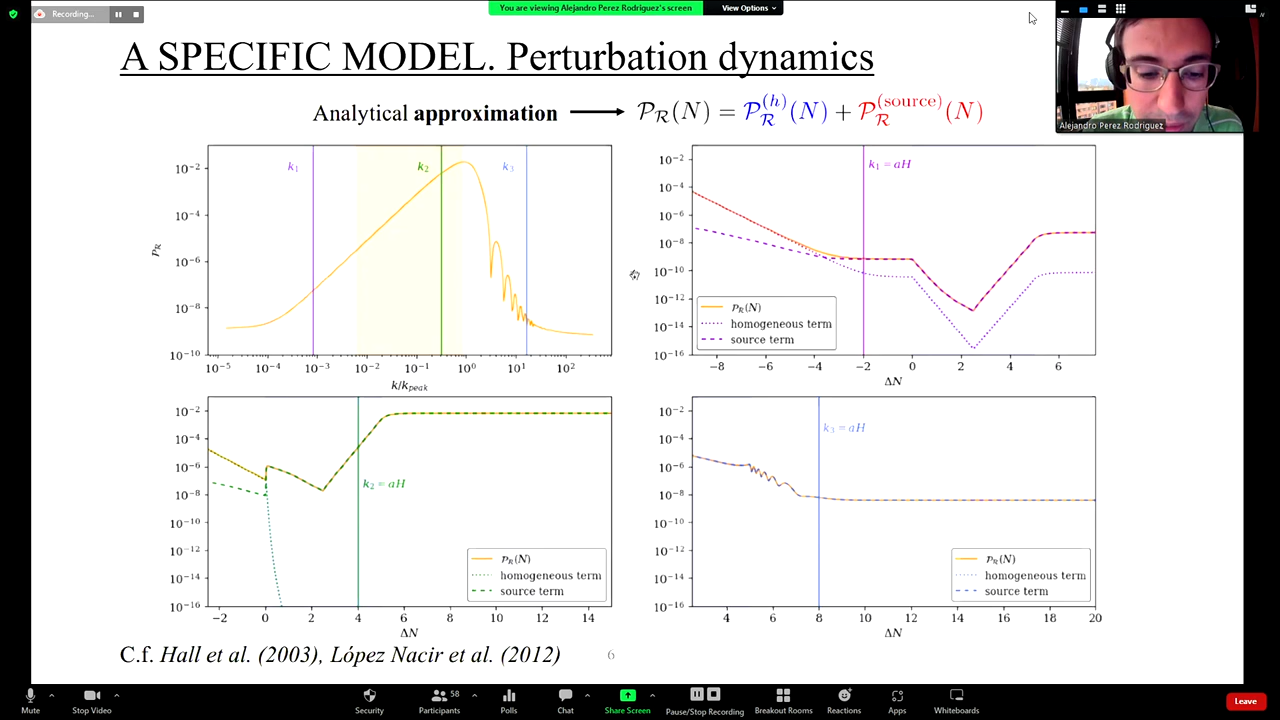 Recording...
You are viewing Alejandro Perez Rodriguez's screen
View Options
A SPECIFIC MODEL. Perturbation dynamics
Analytical approximation ⟶ 𝒫_ℛ(N) = 𝒫_ℛ^(h)(N) + 𝒫_ℛ^(source)(N)
Alejandro Perez Rodriguez
10⁻²
10⁻⁴
10⁻⁶
10⁻⁸
10⁻¹⁰
𝒫_ℛ
k₁
k₂
k₃
10⁻⁵ 10⁻⁴ 10⁻³ 10⁻² 10⁻¹ 10⁰ 10¹ 10²
k/k_peak
10⁻²
10⁻⁴
10⁻⁶
10⁻⁸
10⁻¹⁰
10⁻¹²
10⁻¹⁴
10⁻¹⁶
k₁ = aH
𝒫_ℛ(N)
homogeneous term
source term
−8 −6 −4 −2 0 2 4 6
ΔN
10⁻²
10⁻⁴
10⁻⁶
10⁻⁸
10⁻¹⁰
10⁻¹²
10⁻¹⁴
10⁻¹⁶
k₂ = aH
𝒫_ℛ(N)
homogeneous term
source term
−2 0 2 4 6 8 10 12 14
ΔN
10⁻²
10⁻⁴
10⁻⁶
10⁻⁸
10⁻¹⁰
10⁻¹²
10⁻¹⁴
10⁻¹⁶
k₃ = aH
𝒫_ℛ(N)
homogeneous term
source term
4 6 8 10 12 14 16 18 20
ΔN
C.f. Hall et al. (2003), López Nacir et al. (2012)
6
Mute
Stop Video
Security
Participants
58
Polls
Chat
Share Screen
Pause/Stop Recording
Breakout Rooms
Reactions
Apps
Whiteboards
Leave